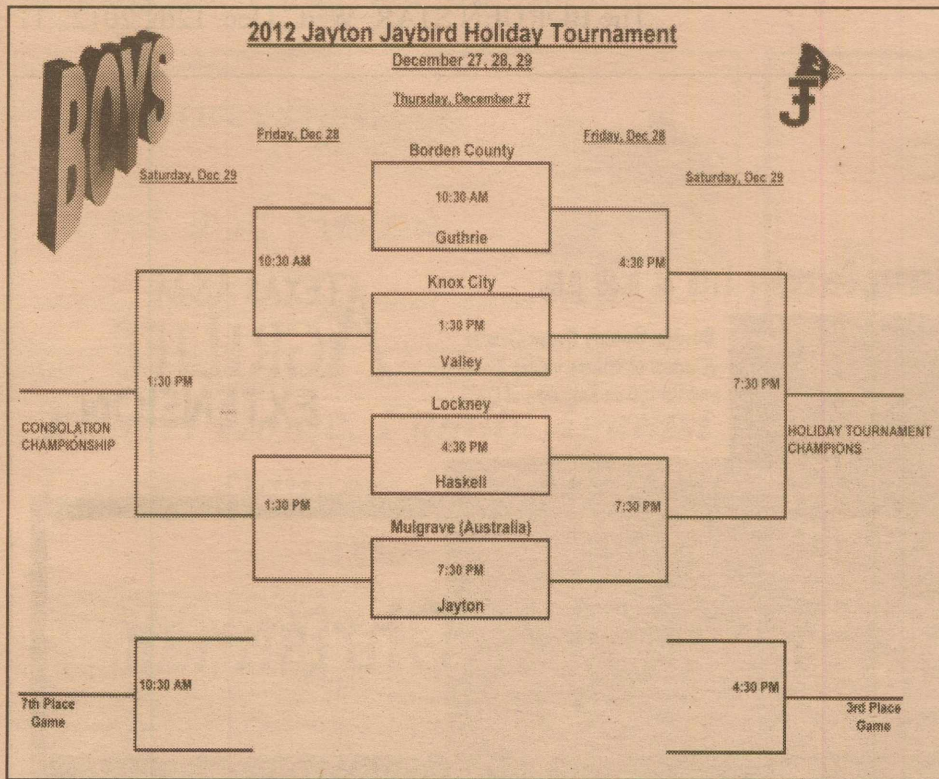 2012 Jayton Jaybird Holiday Tournament
December 27, 28, 29
Thursday, December 27
BOYS
J
Friday, Dec 28
Friday, Dec 28
Saturday, Dec 29
Saturday, Dec 29
Borden County
10:30 AM
Guthrie
10:30 AM
4:30 PM
Knox City
1:30 PM
Valley
1:30 PM
7:30 PM
Lockney
4:30 PM
Haskell
CONSOLATION
CHAMPIONSHIP
HOLIDAY TOURNAMENT
CHAMPIONS
1:30 PM
7:30 PM
Mulgrave (Australia)
7:30 PM
Jayton
10:30 AM
4:30 PM
7th Place
Game
3rd Place
Game